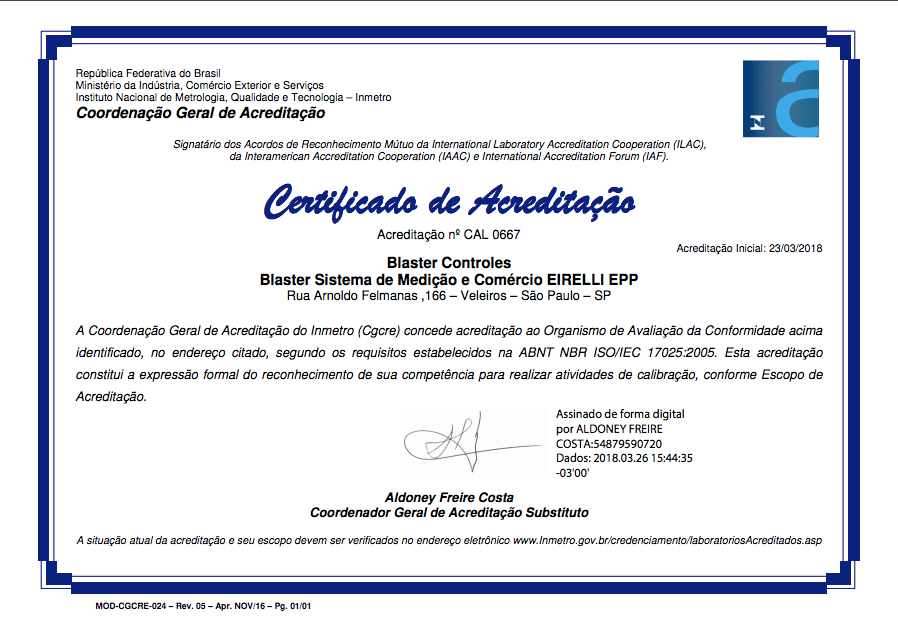 República Federativa do Brasil
Ministério da Indústria, Comércio Exterior e Serviços
Instituto Nacional de Metrologia, Qualidade e Tecnologia – Inmetro
Coordenação Geral de Acreditação
Signatário dos Acordos de Reconhecimento Mútuo da International Laboratory Accreditation Cooperation (ILAC),
da Interamerican Accreditation Cooperation (IAAC) e International Accreditation Forum (IAF).
Certificado de Acreditação
Acreditação nº CAL 0667
Acreditação Inicial: 23/03/2018
Blaster Controles
Blaster Sistema de Medição e Comércio EIRELLI EPP
Rua Arnoldo Felmanas ,166 – Veleiros – São Paulo – SP
A Coordenação Geral de Acreditação do Inmetro (Cgcre) concede acreditação ao Organismo de Avaliação da Conformidade acima
identificado, no endereço citado, segundo os requisitos estabelecidos na ABNT NBR ISO/IEC 17025:2005. Esta acreditação
constitui a expressão formal do reconhecimento de sua competência para realizar atividades de calibração, conforme Escopo de
Acreditação.
Assinado de forma digital
por ALDONEY FREIRE
COSTA:54879590720
Dados: 2018.03.26 15:44:35
-03'00'
Aldoney Freire Costa
Coordenador Geral de Acreditação Substituto
A situação atual da acreditação e seu escopo devem ser verificados no endereço eletrônico www.Inmetro.gov.br/credenciamento/laboratoriosAcreditados.asp
MOD-CGCRE-024 – Rev. 05 – Apr. NOV/16 – Pg. 01/01